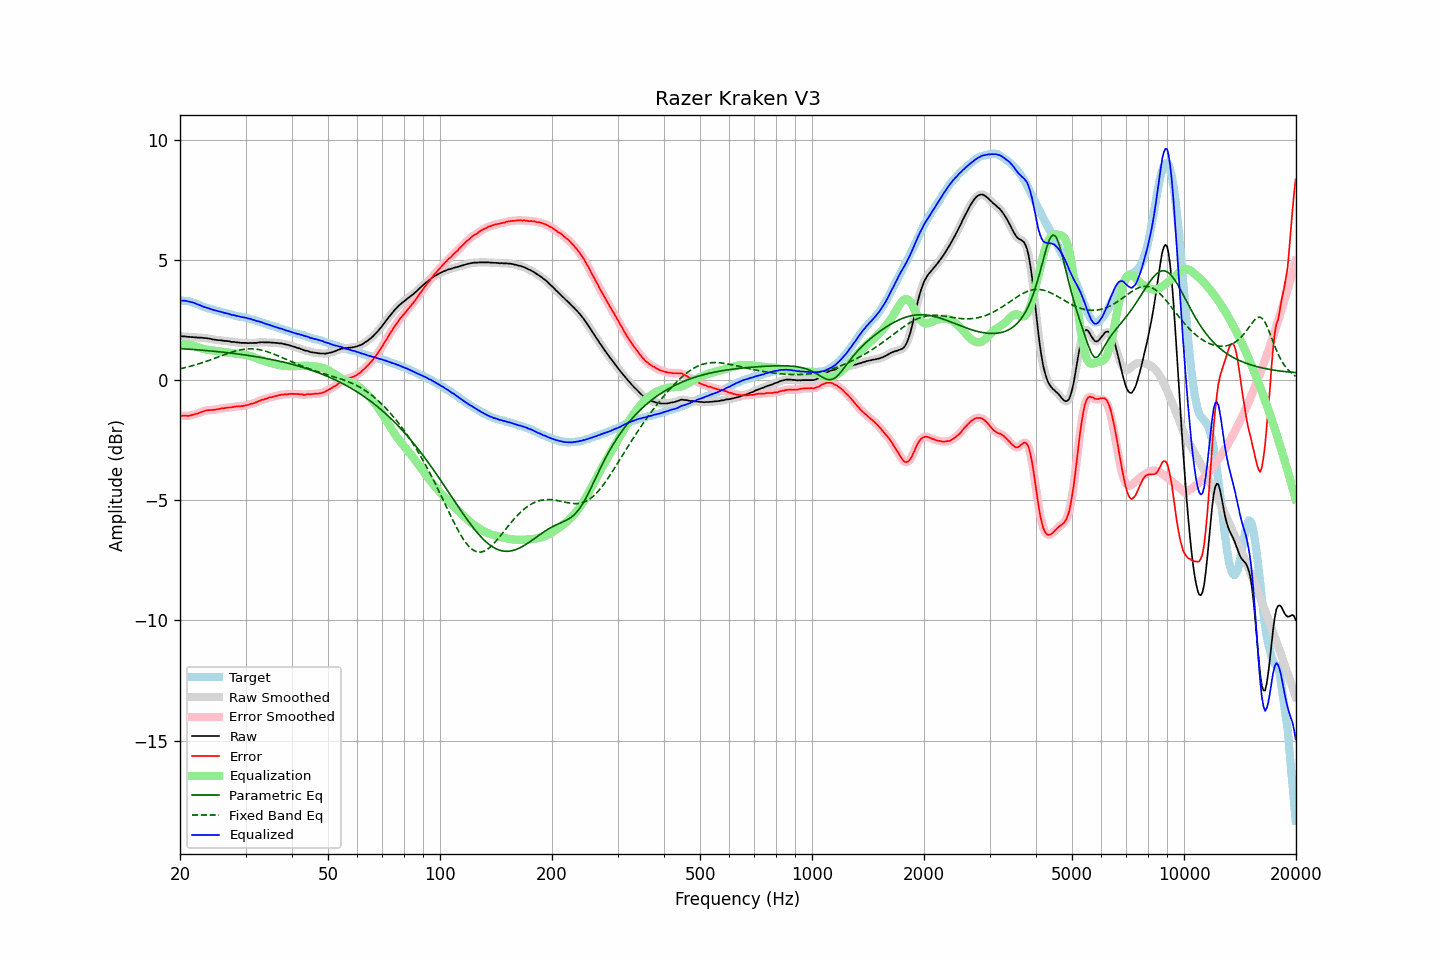 Razer Kraken V3
10
5
0
−5
−10
−15
Amplitude (dBr)
Target
Raw Smoothed
Error Smoothed
Raw
Error
Equalization
Parametric Eq
Fixed Band Eq
Equalized
20 50 100 200 500 1000 2000 5000 10000 20000
Frequency (Hz)